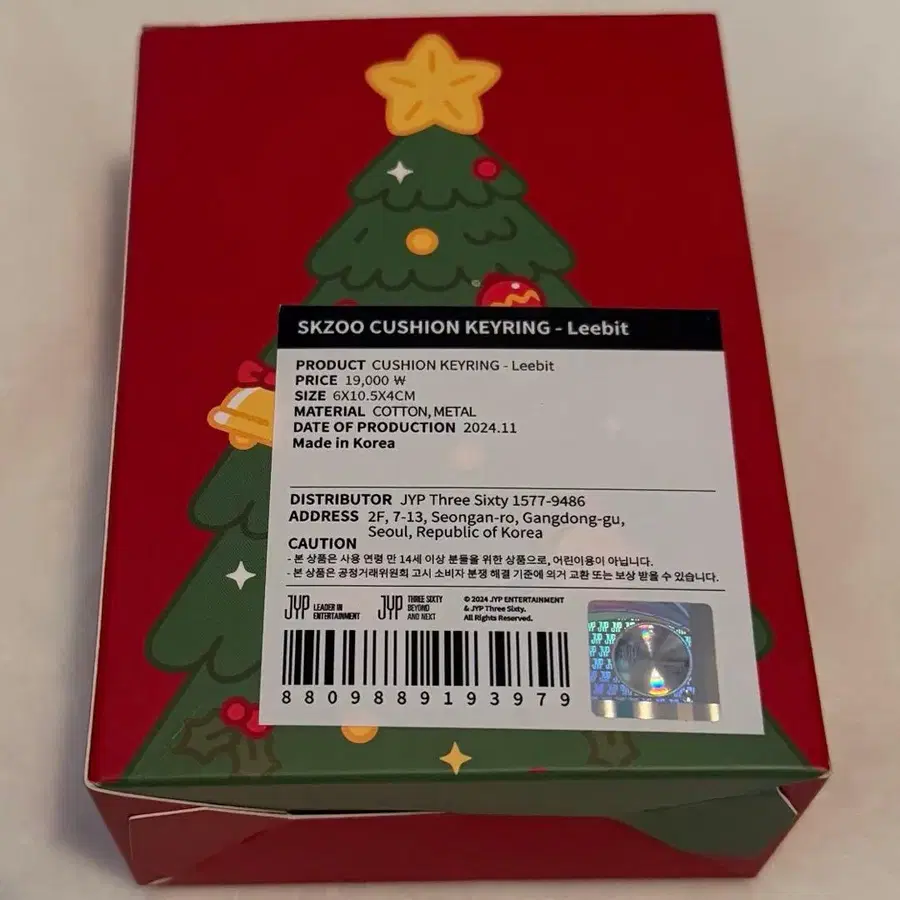 SKZOO CUSHION KEYRING - Leebit
PRODUCT CUSHION KEYRING - Leebit
PRICE 19,000 ₩
SIZE 6X10.5X4CM
MATERIAL COTTON, METAL
DATE OF PRODUCTION 2024.11
Made in Korea
DISTRIBUTOR JYP Three Sixty 1577-9486
ADDRESS 2F, 7-13, Seongan-ro, Gangdong-gu,
Seoul, Republic of Korea
CAUTION
- 본 상품은 사용 연령 만 14세 이상 분들을 위한 상품으로, 어린이용이 아닙니다.
- 본 상품은 공정거래위원회 고시 소비자 분쟁 해결 기준에 의거 교환 또는 보상 받을 수 있습니다.
JYP LEADER IN
ENTERTAINMENT
JYP THREE SIXTY
BEYOND
AND NEXT
© 2024 JYP ENTERTAINMENT
& JYP Three Sixty.
All Rights Reserved.
8809889193979
JYP JYP JYP